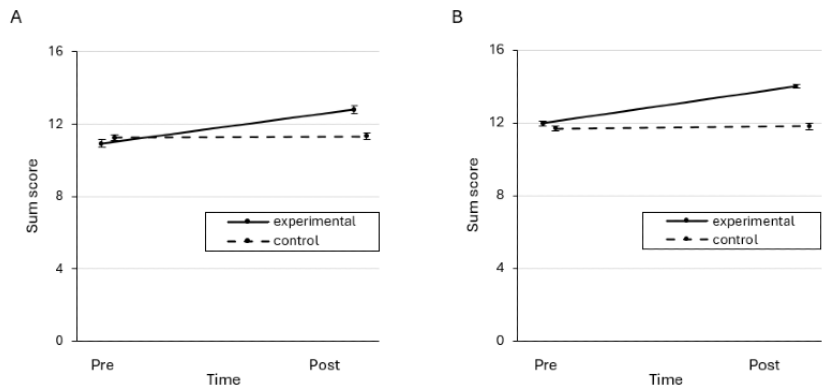 A
16
12
8
4
0
Sum score
experimental
control
Pre
Post
Time
B
16
12
8
4
0
Sum score
experimental
control
Pre
Post
Time